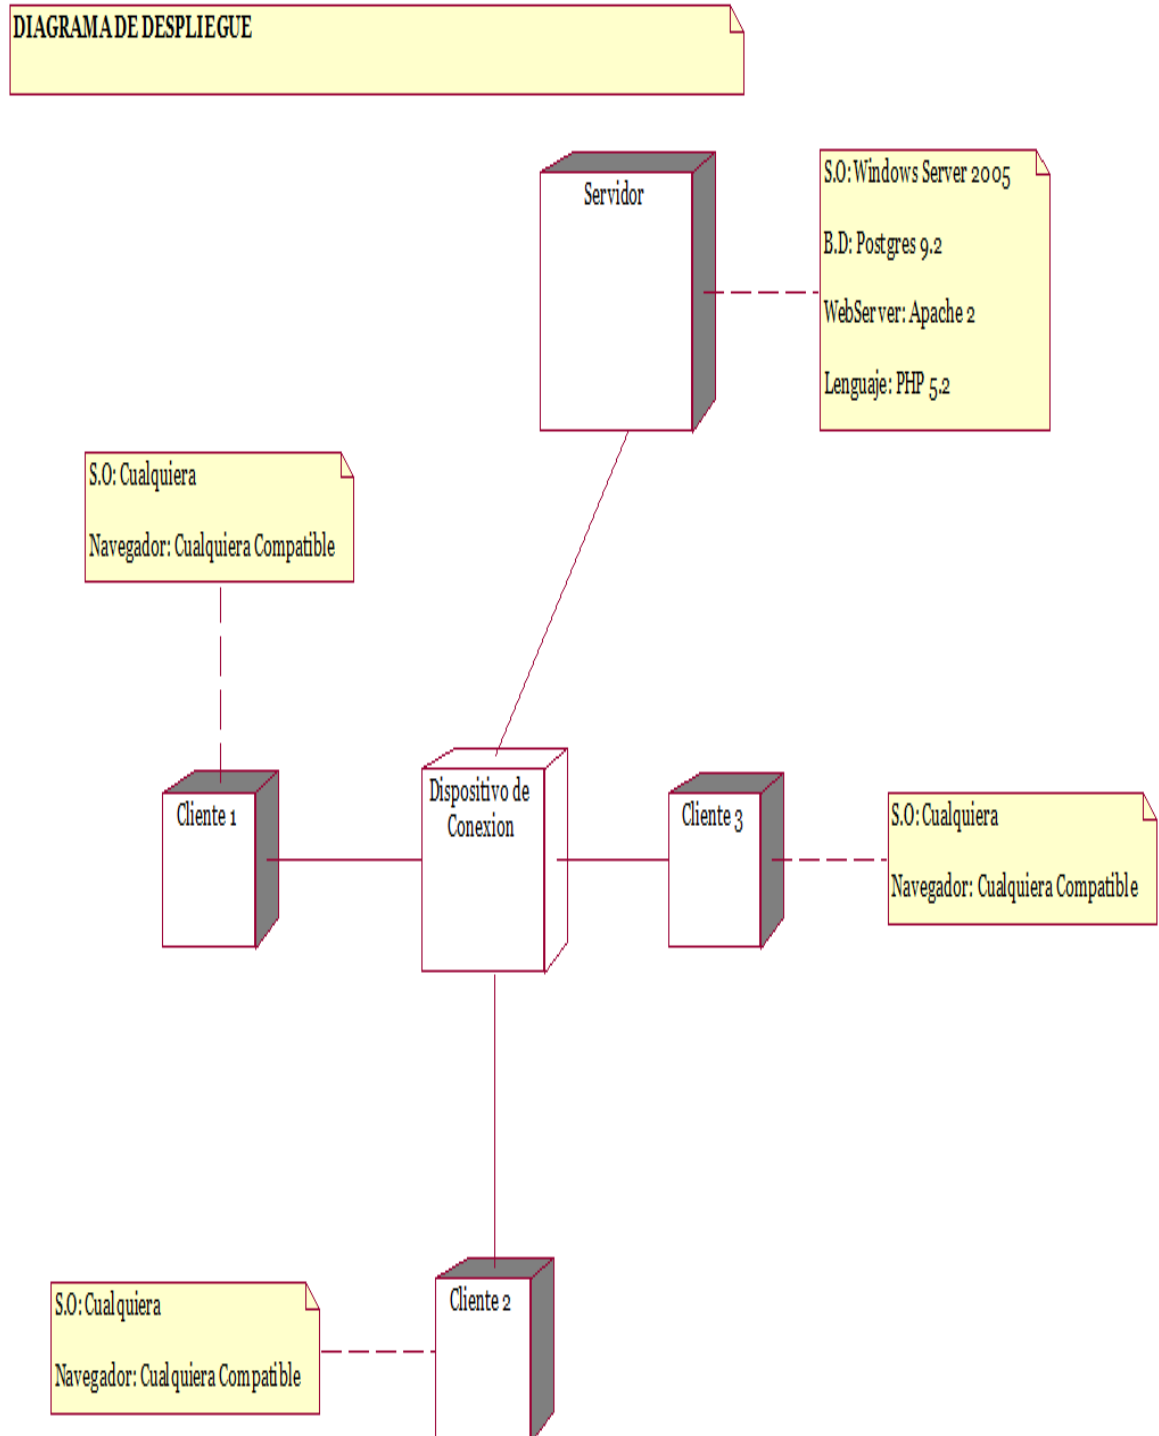 DIAGRAMA DE DESPLIEGUE
Servidor
S.O: Windows Server 2005
B.D: Postgres 9.2
WebServer: Apache 2
Lenguaje: PHP 5.2
S.O: Cualquiera
Navegador: Cualquiera Compatible
Cliente 1
Dispositivo de
Conexion
Cliente 3
S.O: Cualquiera
Navegador: Cualquiera Compatible
Cliente 2
S.O: Cualquiera
Navegador: Cualquiera Compatible